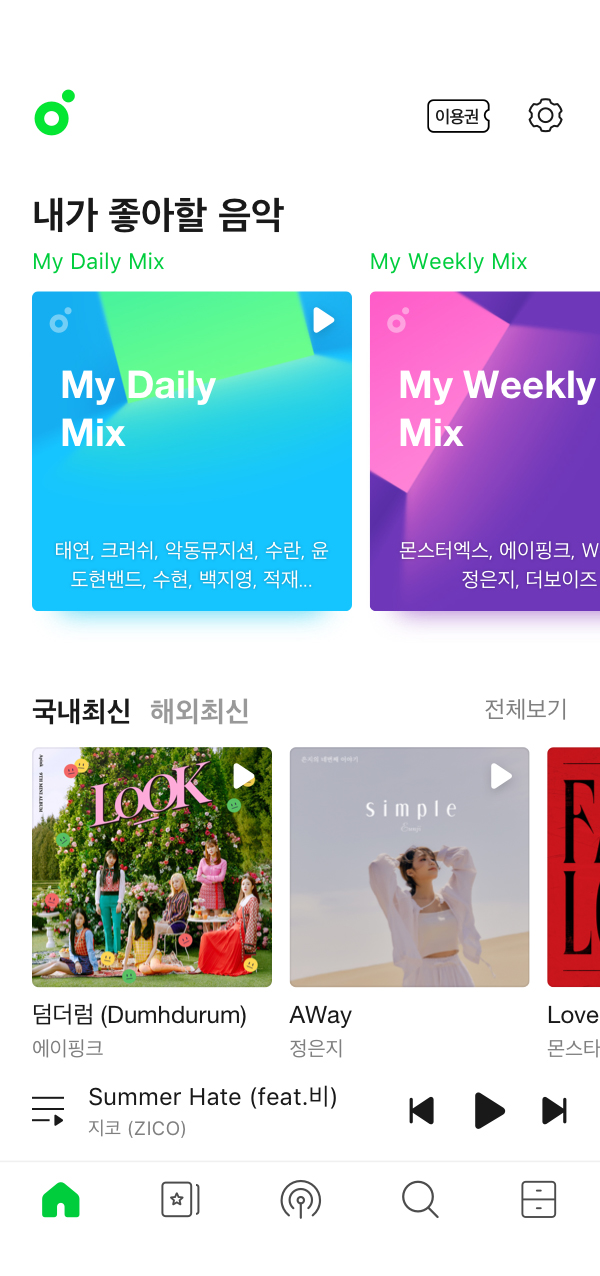 이용권
내가 좋아할 음악
My Daily Mix
My Weekly Mix
My Daily
Mix
태연, 크러쉬, 악동뮤지션, 수란, 윤
도현밴드, 수현, 백지영, 적재...
My Weekly
Mix
몬스터엑스, 에이핑크, W
정은지, 더보이즈
국내최신 해외최신
전체보기
Apink
9TH MINI ALBUM
LOOK
simple
덤더럼 (Dumhdurum)
에이핑크
AWay
정은지
Love
몬스타
Summer Hate (feat.비)
지코 (ZICO)